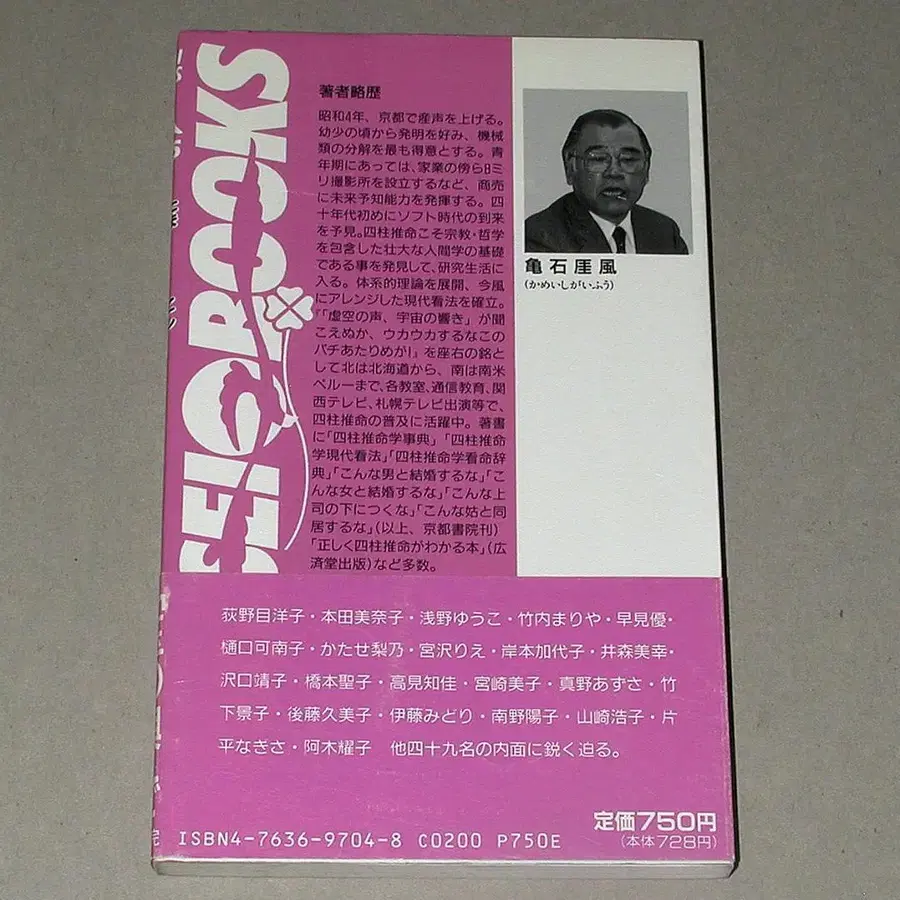 SEIO BOOKS
著者略歴
昭和4年、京都で産声を上げる。
幼少の頃から発明を好み、機械
類の分解を最も得意とする。青
年期にあっては、家業の傍ら8ミ
リ撮影所を設立するなど、商売
に未来予知能力を発揮する。四
十年代初めにソフト時代の到来
を予見。四柱推命こそ宗教・哲学
を包含した壮大な人間学の基礎
である事を発見して、研究生活に
入る。体系的理論を展開、今風
にアレンジした現代看法を確立。
「「虚空の声、宇宙の響き」が聞
こえぬか、ウカウカするなこの
バチあたりめが!」を座右の銘と
して北は北海道から、南は南米
ペルーまで、各教室、通信教育、関
西テレビ、札幌テレビ出演等で、
四柱推命の普及に活躍中。著書
に「四柱推命学事典」「四柱推命
学現代看法」「四柱推命学看命辞
典」「こんな男と結婚するな」「こ
んな女と結婚するな」「こんな上
司の下につくな」「こんな姑と同
居するな」(以上、京都書院刊)
「正しく四柱推命がわかる本」(広
済堂出版)など多数。
亀石厓風
(かめいしがいふう)
荻野目洋子・本田美奈子・浅野ゆうこ・竹内まりや・早見優・
樋口可南子・かたせ梨乃・宮沢りえ・岸本加代子・井森美幸・
沢口靖子・橋本聖子・高見知佳・宮崎美子・真野あずさ・竹
下景子・後藤久美子・伊藤みどり・南野陽子・山崎浩子・片
平なぎさ・阿木耀子 他四十九名の内面に鋭く迫る。
定価750円
(本体728円)
ISBN4-7636-9704-8 C0200 P750E